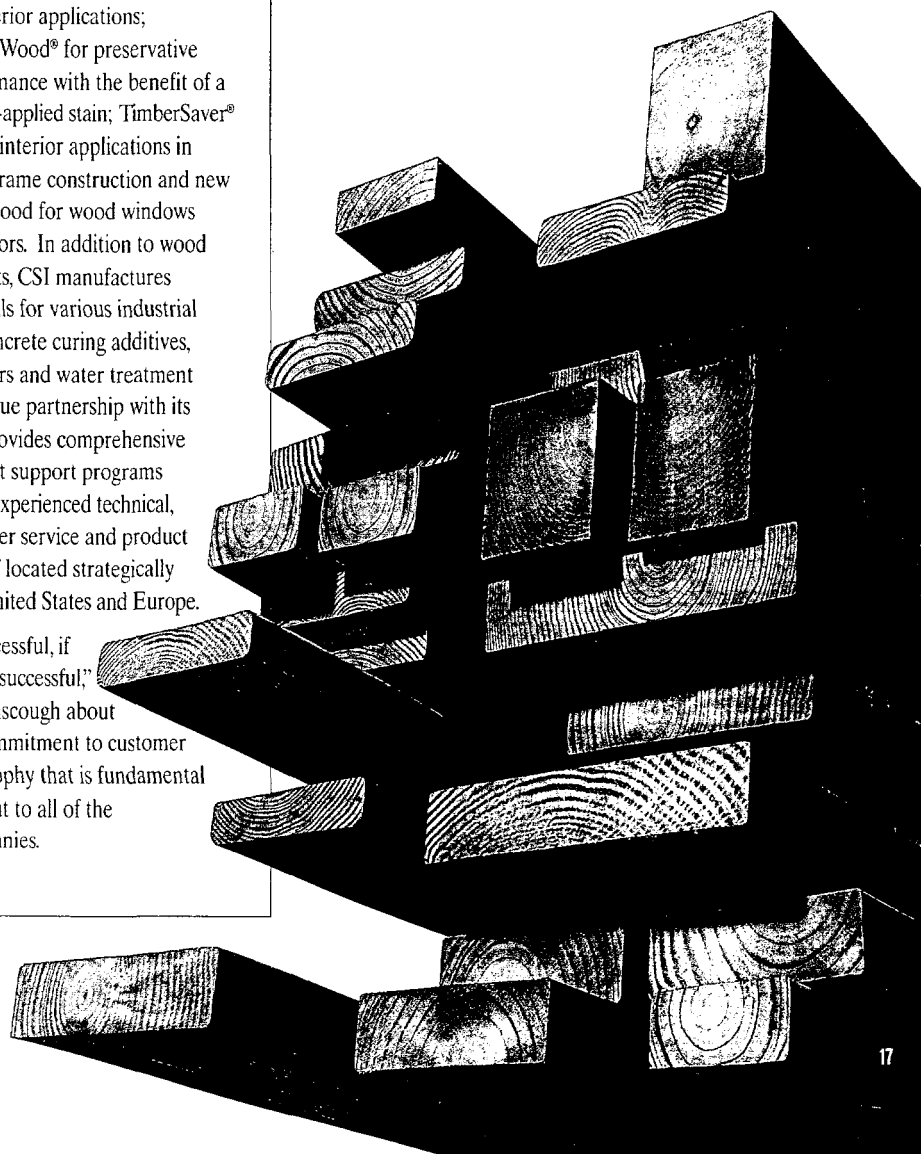 rior applications;
Wood® for preservative
nance with the benefit of a
-applied stain; TimberSaver®
interior applications in
rame construction and new
ood for wood windows
ors. In addition to wood
s, CSI manufactures
ls for various industrial
ncrete curing additives,
rs and water treatment
ue partnership with its
ovides comprehensive
t support programs
xperienced technical,
er service and product
located strategically
nited States and Europe.
essful, if
successful,”
scough about
mmitment to customer
ophy that is fundamental
nt to all of the
nies.
17